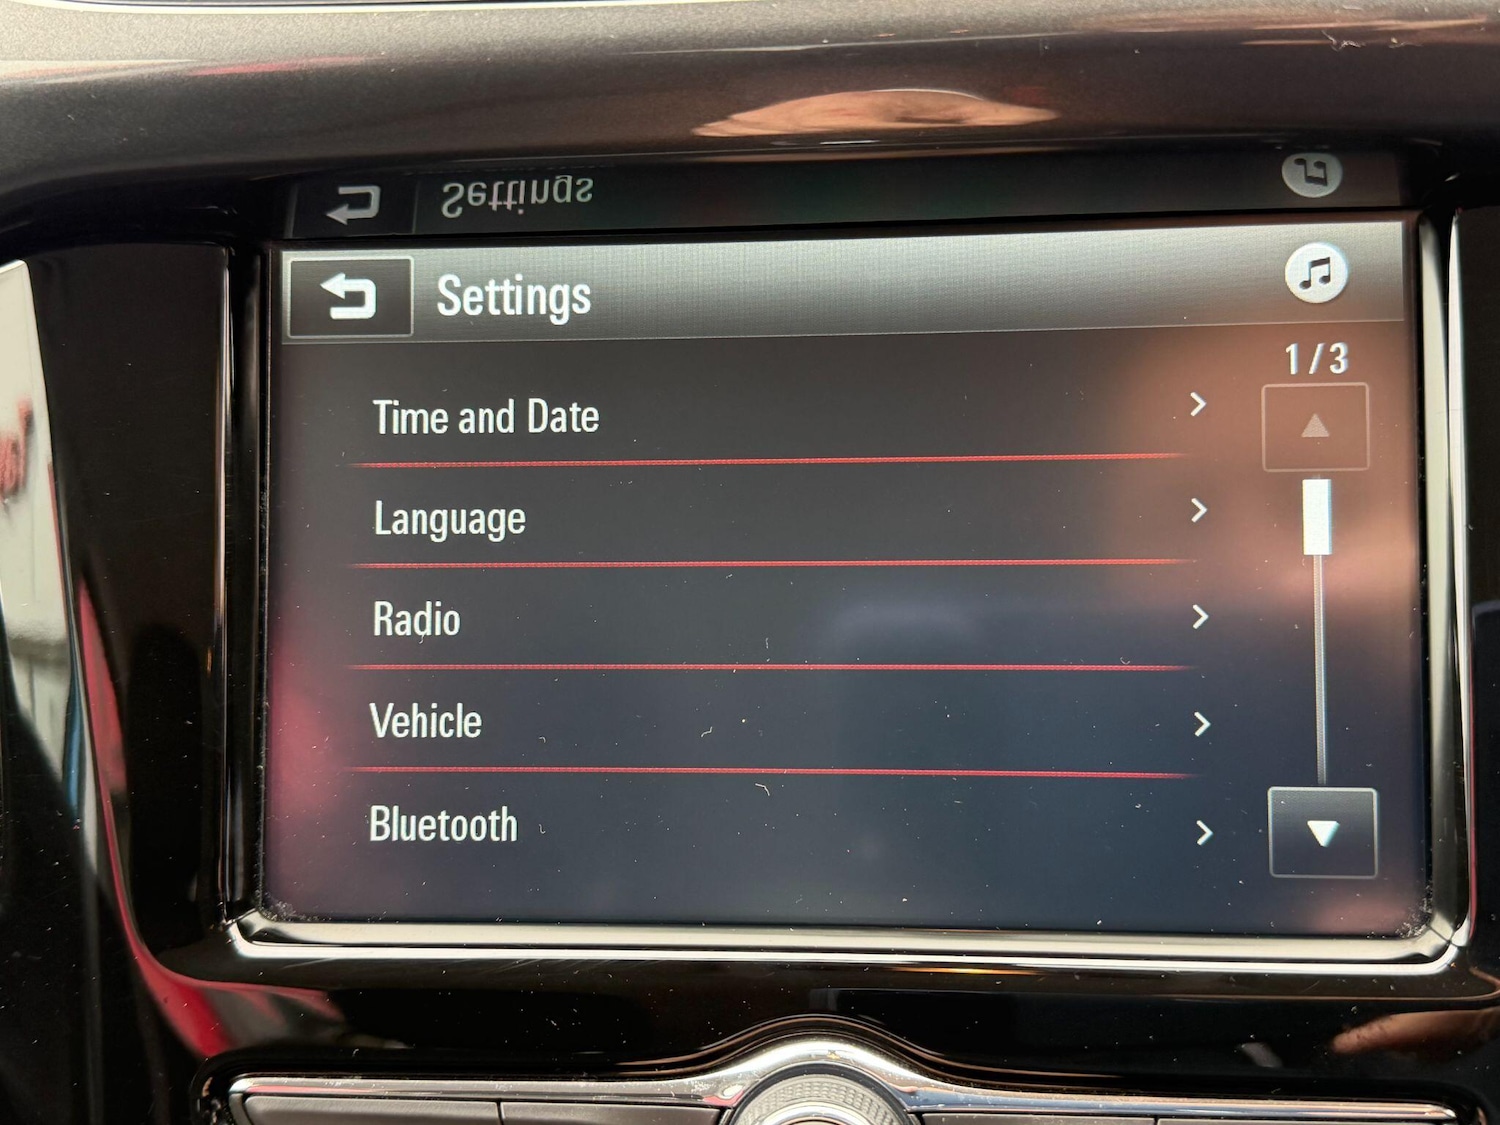 Settings
1/3
Time and Date
Language
Radio
Vehicle
Bluetooth